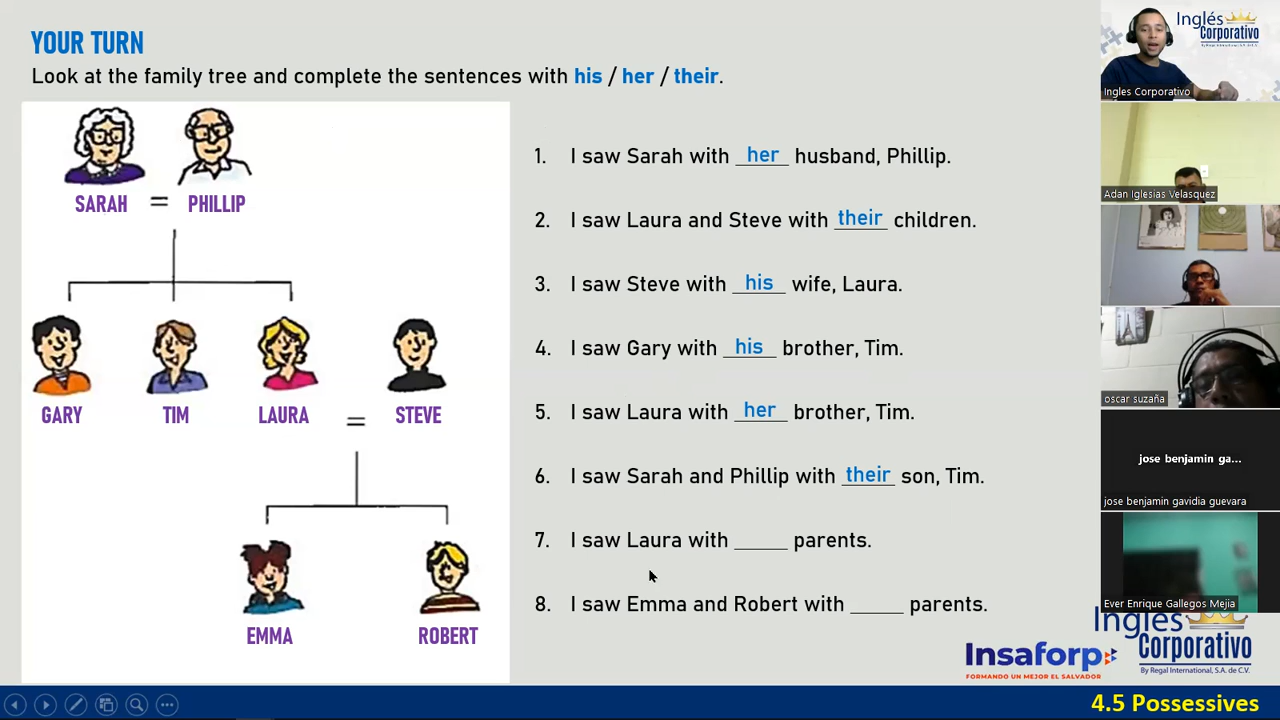 YOUR TURN
Look at the family tree and complete the sentences with his / her / their.
SARAH = PHILLIP
GARY TIM LAURA = STEVE
EMMA ROBERT
1. I saw Sarah with her husband, Phillip.
2. I saw Laura and Steve with their children.
3. I saw Steve with his wife, Laura.
4. I saw Gary with his brother, Tim.
5. I saw Laura with her brother, Tim.
6. I saw Sarah and Phillip with their son, Tim.
7. I saw Laura with _____ parents.
8. I saw Emma and Robert with _____ parents.
Inglés
Corporativo
By Regal International, S.A. de C.V.
Ingles Corporativo
Adan Iglesias Velasquez
oscar suzaña
jose benjamin ga...
jose benjamin gavidia guevara
Ever Enrique Gallegos Mejia
Insaforp
FORMANDO UN MEJOR EL SALVADOR
Inglés
Corporativo
By Regal International, S.A. de C.V.
4.5 Possessives